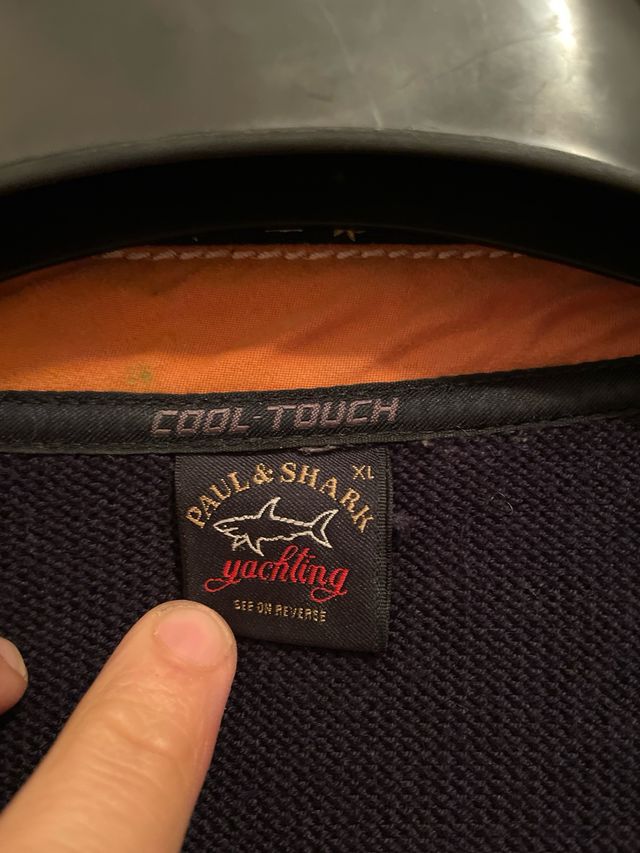 COOL-TOUCH
XL
PAUL & SHARK
yachting
SEE ON REVERSE